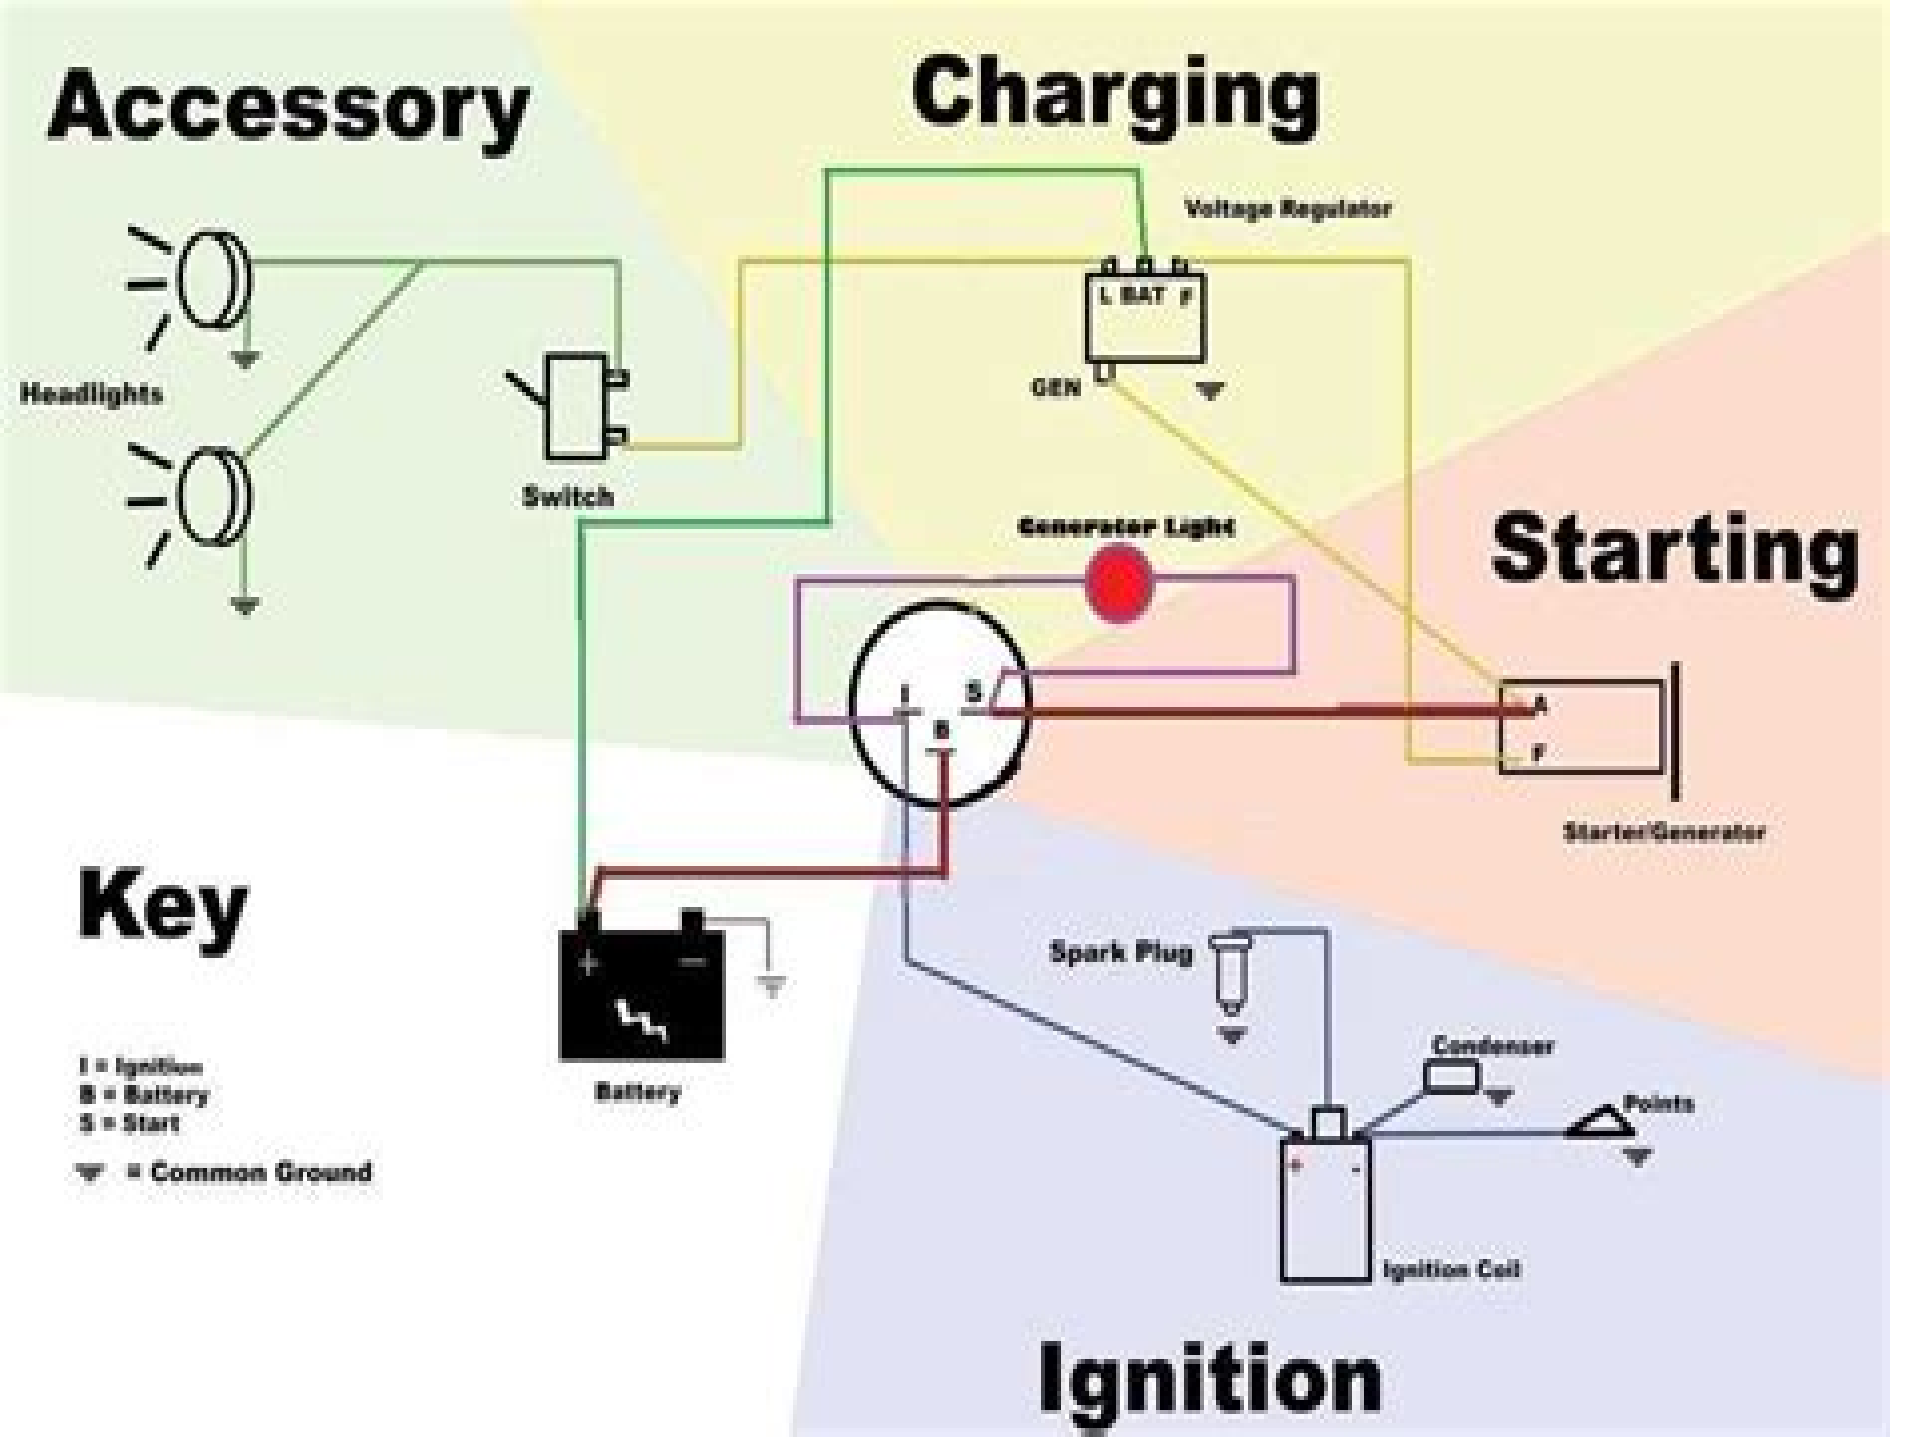 Accessory
Charging
Voltage Regulator
L BAT F
GEN
Headlights
Switch
Generator Light
Starting
I
S
B
A
F
Starter/Generator
Key
+ −
Battery
I = Ignition
B = Battery
S = Start
= Common Ground
Spark Plug
Condenser
Points
+ -
Ignition Coil
Ignition